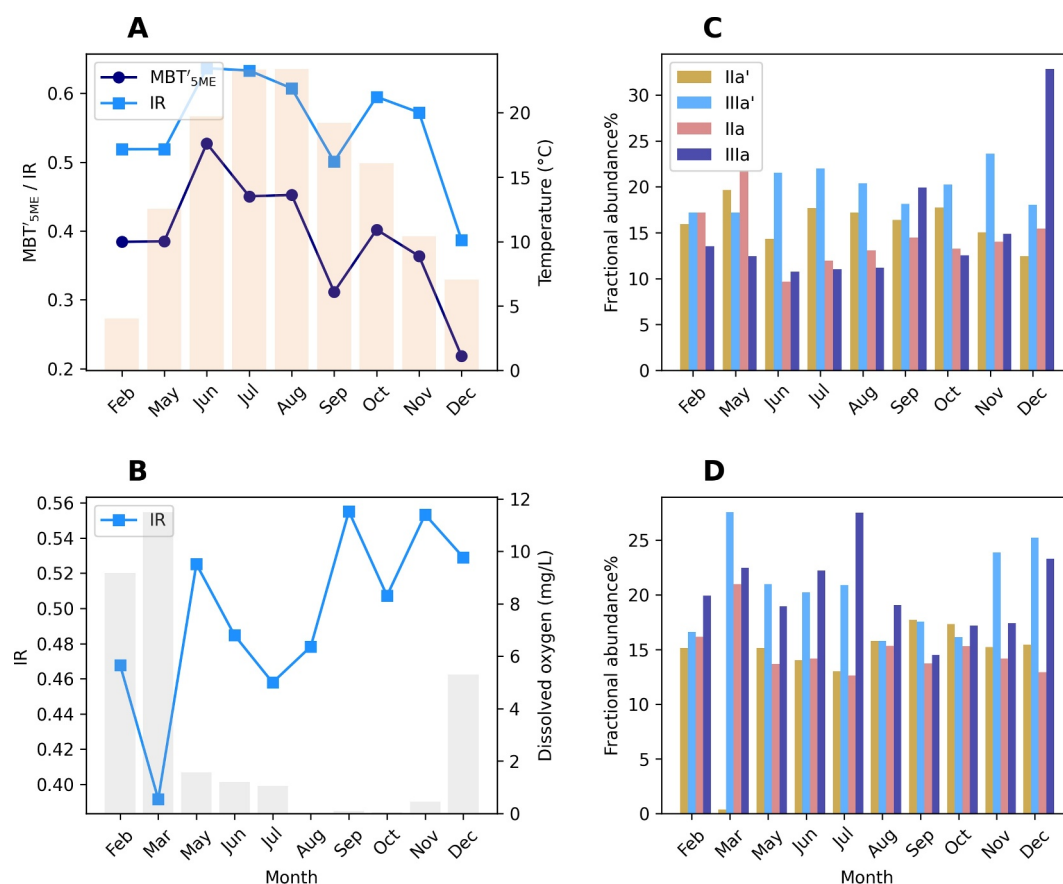 A
MBT′5ME
IR
MBT′5ME / IR
0.6
0.5
0.4
0.3
0.2
20
15
10
5
0
Temperature (°C)
Feb May Jun Jul Aug Sep Oct Nov Dec
C
IIa'
IIIa'
IIa
IIIa
Fractional abundance%
30
25
20
15
10
5
0
Feb May Jun Jul Aug Sep Oct Nov Dec
B
IR
IR
0.56
0.54
0.52
0.50
0.48
0.46
0.44
0.42
0.40
12
10
8
6
4
2
0
Dissolved oxygen (mg/L)
Feb Mar May Jun Jul Aug Sep Oct Nov Dec
Month
D
Fractional abundance%
25
20
15
10
5
0
Feb Mar May Jun Jul Aug Sep Oct Nov Dec
Month